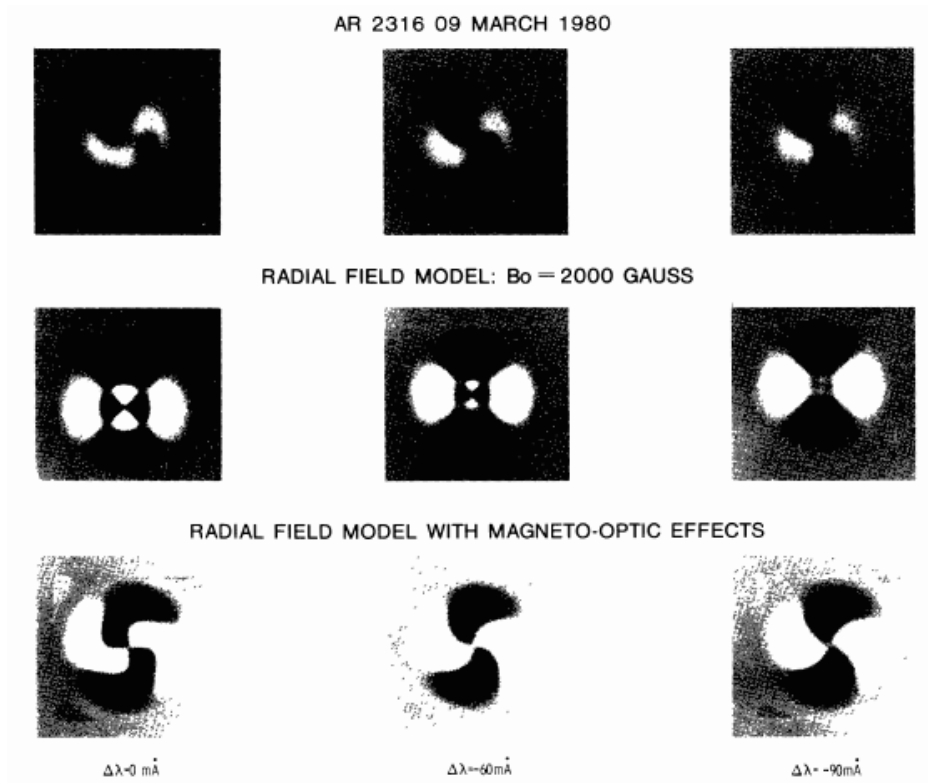 AR 2316 09 MARCH 1980
RADIAL FIELD MODEL: Bo = 2000 GAUSS
RADIAL FIELD MODEL WITH MAGNETO-OPTIC EFFECTS
Δλ=0 mÅ
Δλ=-60mÅ
Δλ= -90mÅ